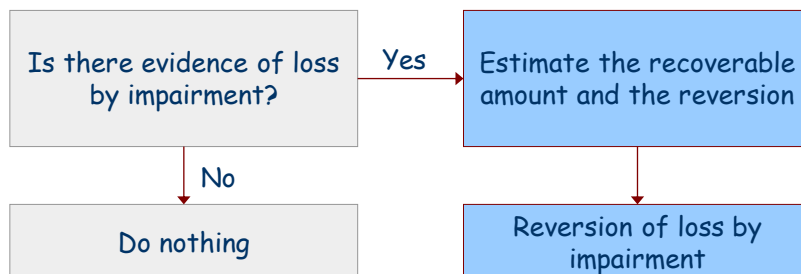 Is there evidence of loss
by impairment?
Yes
Estimate the recoverable
amount and the reversion
No
Do nothing
Reversion of loss by
impairment